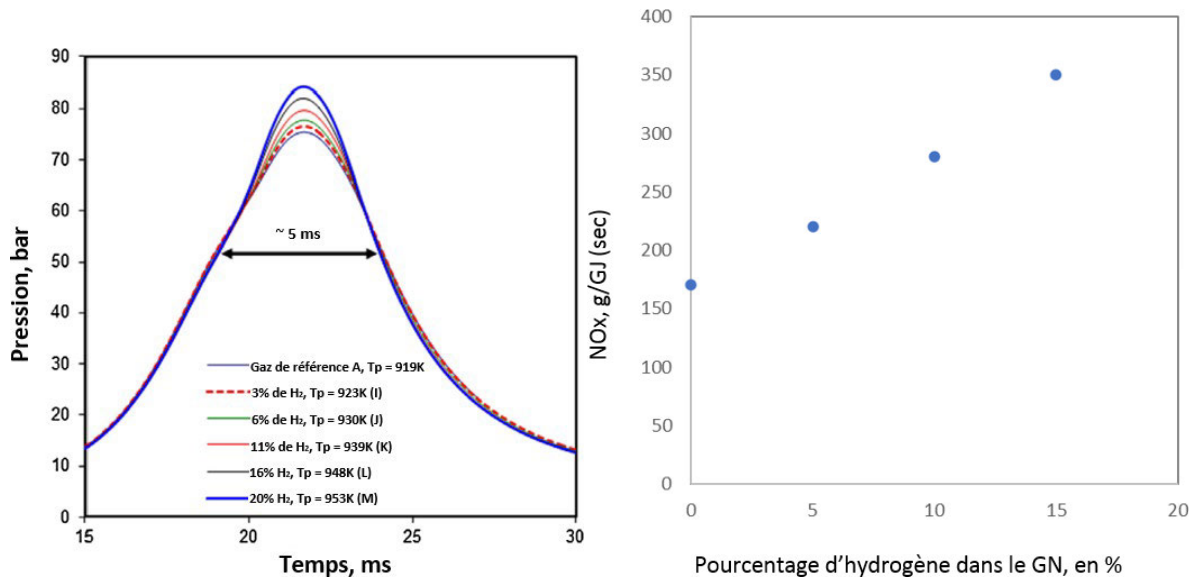 90
80
70
60
50
40
30
20
10
0
Pression, bar
~ 5 ms
Gaz de référence A, Tp = 919K
3% de H₂, Tp = 923K (I)
6% de H₂, Tp = 930K (J)
11% de H₂, Tp = 939K (K)
16% H₂, Tp = 948K (L)
20% H₂, Tp = 953K (M)
15 20 25 30
Temps, ms
400
350
300
250
200
150
100
50
0
NOx, g/GJ (sec)
0 5 10 15 20
Pourcentage d’hydrogène dans le GN, en %